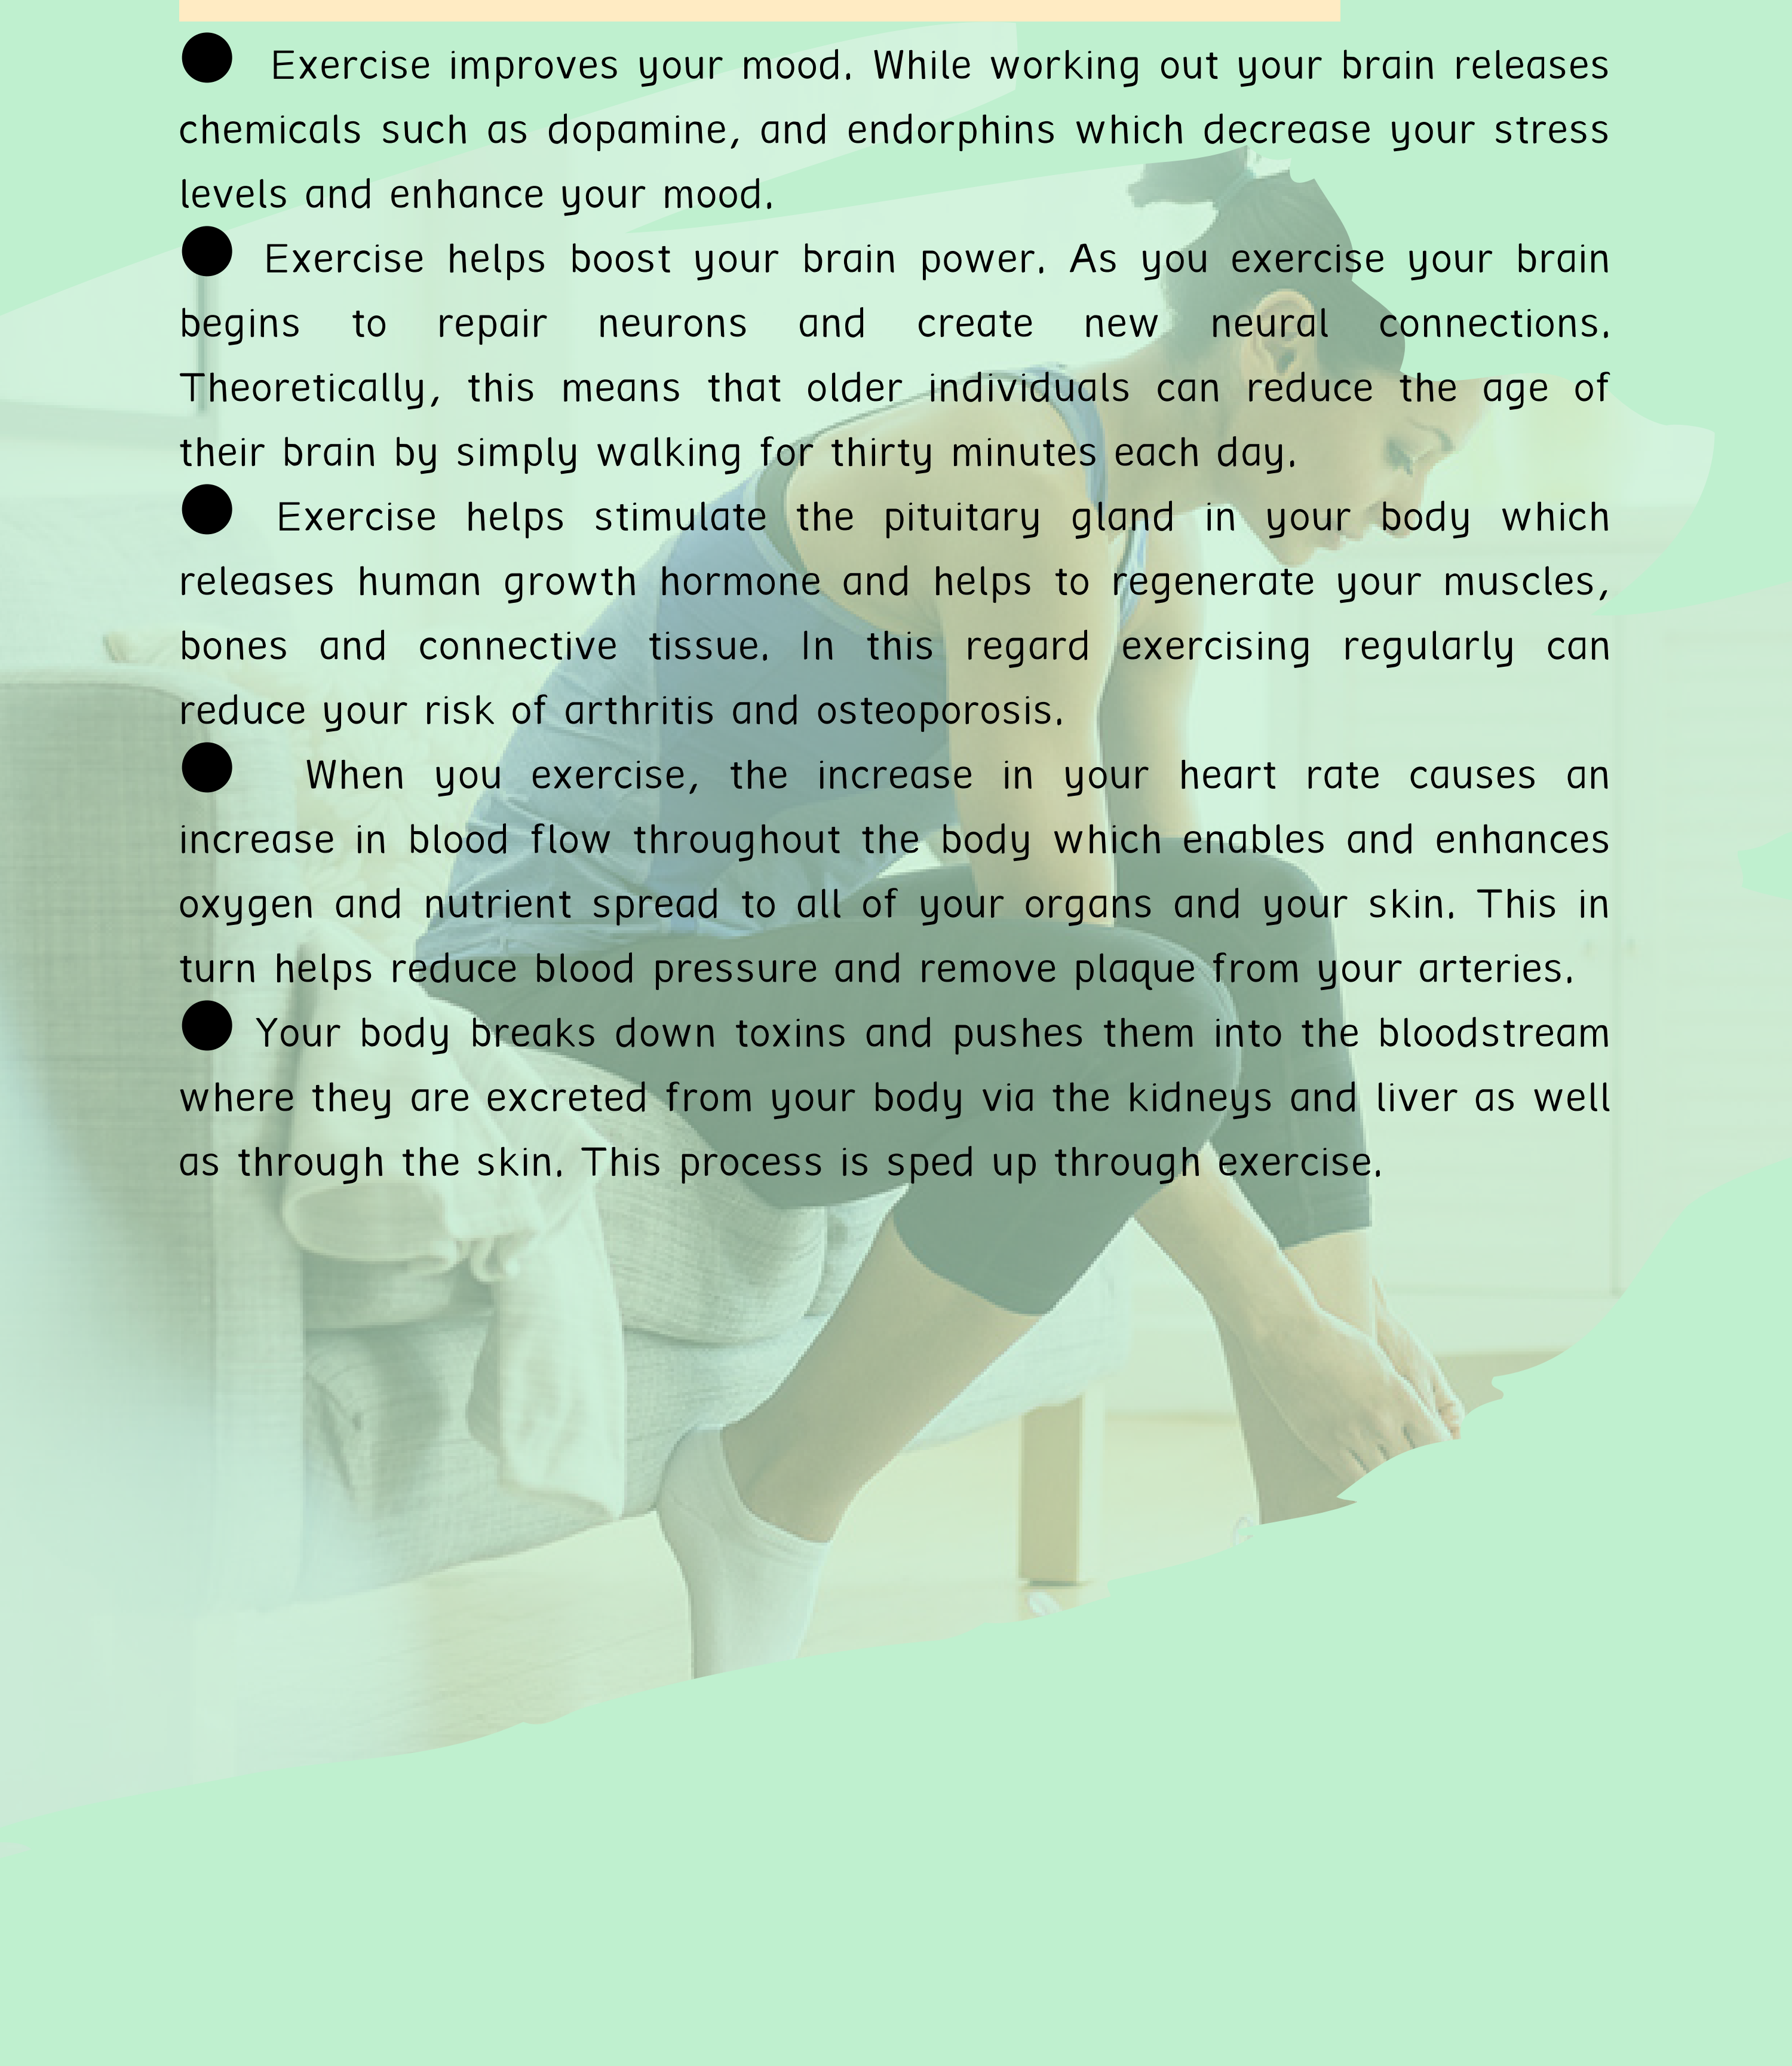 ● Exercise improves your mood. While working out your brain releases
chemicals such as dopamine, and endorphins which decrease your stress
levels and enhance your mood.
● Exercise helps boost your brain power. As you exercise your brain
begins to repair neurons and create new neural connections.
Theoretically, this means that older individuals can reduce the age of
their brain by simply walking for thirty minutes each day.
● Exercise helps stimulate the pituitary gland in your body which
releases human growth hormone and helps to regenerate your muscles,
bones and connective tissue. In this regard exercising regularly can
reduce your risk of arthritis and osteoporosis.
● When you exercise, the increase in your heart rate causes an
increase in blood flow throughout the body which enables and enhances
oxygen and nutrient spread to all of your organs and your skin. This in
turn helps reduce blood pressure and remove plaque from your arteries.
● Your body breaks down toxins and pushes them into the bloodstream
where they are excreted from your body via the kidneys and liver as well
as through the skin. This process is sped up through exercise.